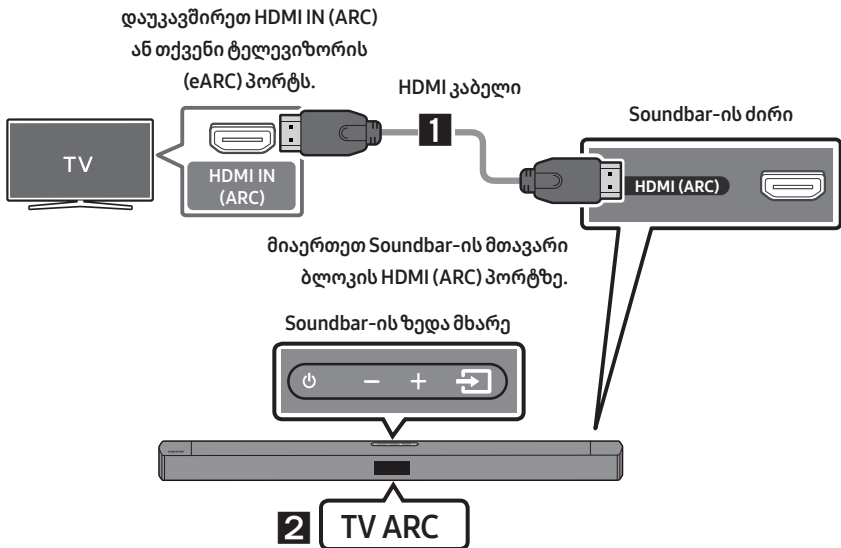 დაუკავშირეთ HDMI IN (ARC)
ან თქვენი ტელევიზორის
(eARC) პორტს.
HDMI კაბელი
1
Soundbar-ის ძირი
TV
HDMI IN
(ARC)
HDMI (ARC)
მიაერთეთ Soundbar-ის მთავარი
ბლოკის HDMI (ARC) პორტზე.
Soundbar-ის ზედა მხარე
2
TV ARC